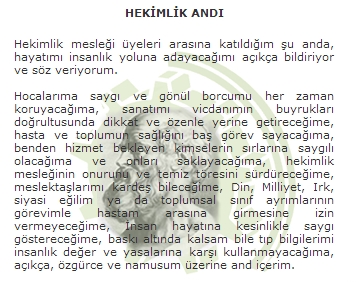 HEKİMLİK ANDI
Hekimlik mesleği üyeleri arasına katıldığım şu anda,
hayatımı insanlık yoluna adayacağımı açıkça bildiriyor
ve söz veriyorum.
Hocalarıma saygı ve gönül borcumu her zaman
koruyacağıma, sanatımı vicdanımın buyrukları
doğrultusunda dikkat ve özenle yerine getireceğime,
hasta ve toplumun sağlığını baş görev sayacağıma,
benden hizmet bekleyen kimselerin sırlarına saygılı
olacağıma ve onları saklayacağıma, hekimlik
mesleğinin onurunu ve temiz töresini sürdüreceğime,
meslektaşlarımı kardeş bileceğime, Din, Milliyet, Irk,
siyasi eğilim ya da toplumsal sınıf ayrımlarının
görevimle hastam arasına girmesine izin
vermeyeceğime, İnsan hayatına kesinlikle saygı
göstereceğime, baskı altında kalsam bile tıp bilgilerimi
insanlık değer ve yasalarına karşı kullanmayacağıma,
açıkça, özgürce ve namusum üzerine and içerim.